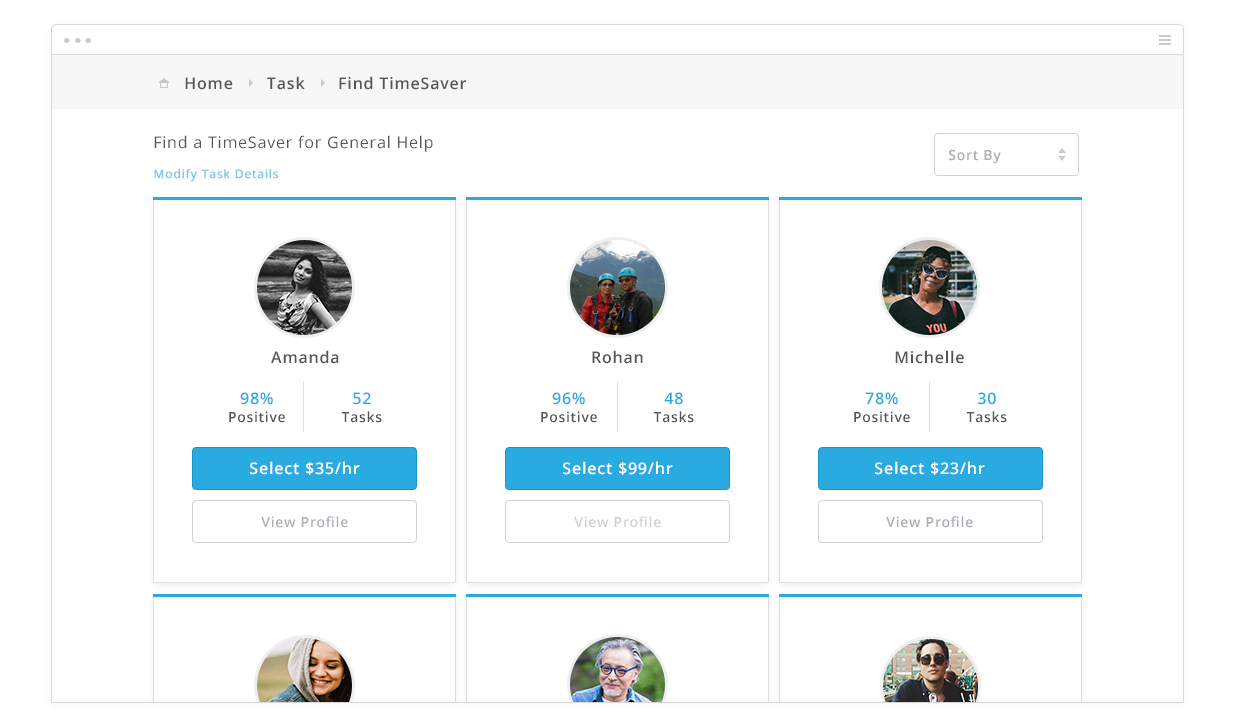 Home Task Find TimeSaver
Find a TimeSaver for General Help
Sort By
Modify Task Details
YOU
Amanda
98% 52
Positive Tasks
Select $35/hr
View Profile
Rohan
96% 48
Positive Tasks
Select $99/hr
View Profile
Michelle
78% 30
Positive Tasks
Select $23/hr
View Profile